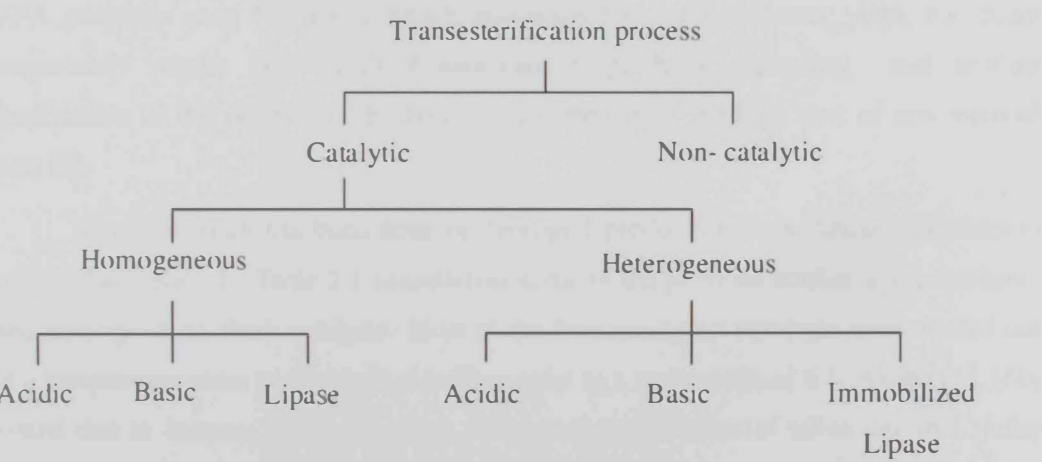 Transesterification process
Catalytic Non- catalytic
Homogeneous Heterogeneous
Acidic Basic Lipase Acidic Basic Immobilized
Lipase